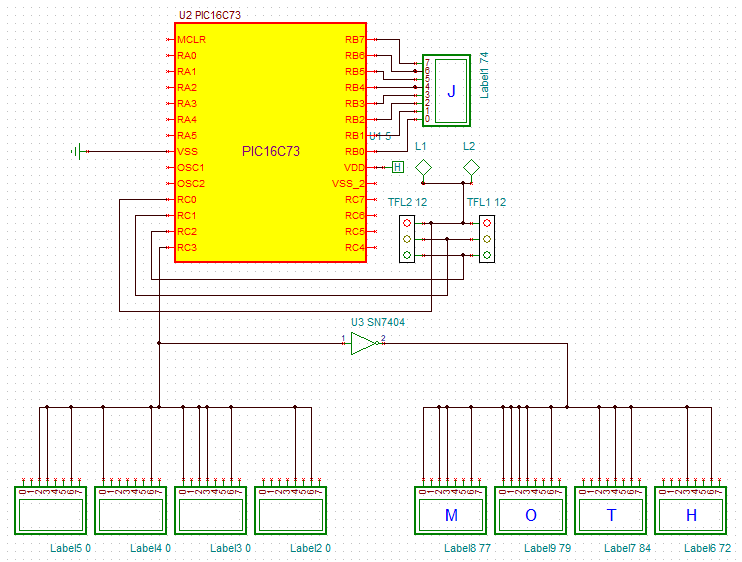 U2 PIC16C73
MCLR RB7
RA0 RB6
RA1 RB5
RA2 RB4
RA3 RB3
RA4 RB2
RA5 RB1
VSS RB0
OSC1 VDD
OSC2 VSS_2
RC0 RC7
RC1 RC6
RC2 RC5
RC3 RC4
PIC16C73
7
6
5
4
3
2
1
0
J
Label1 74
U1 5
H
L1 L2
TFL2 12 TFL1 12
U3 SN7404
1 2
0 1 2 3 4 5 6 7
0 1 2 3 4 5 6 7
0 1 2 3 4 5 6 7
0 1 2 3 4 5 6 7
0 1 2 3 4 5 6 7
0 1 2 3 4 5 6 7
0 1 2 3 4 5 6 7
0 1 2 3 4 5 6 7
M O T H
Label5 0 Label4 0 Label3 0 Label2 0 Label8 77 Label9 79 Label7 84 Label6 72